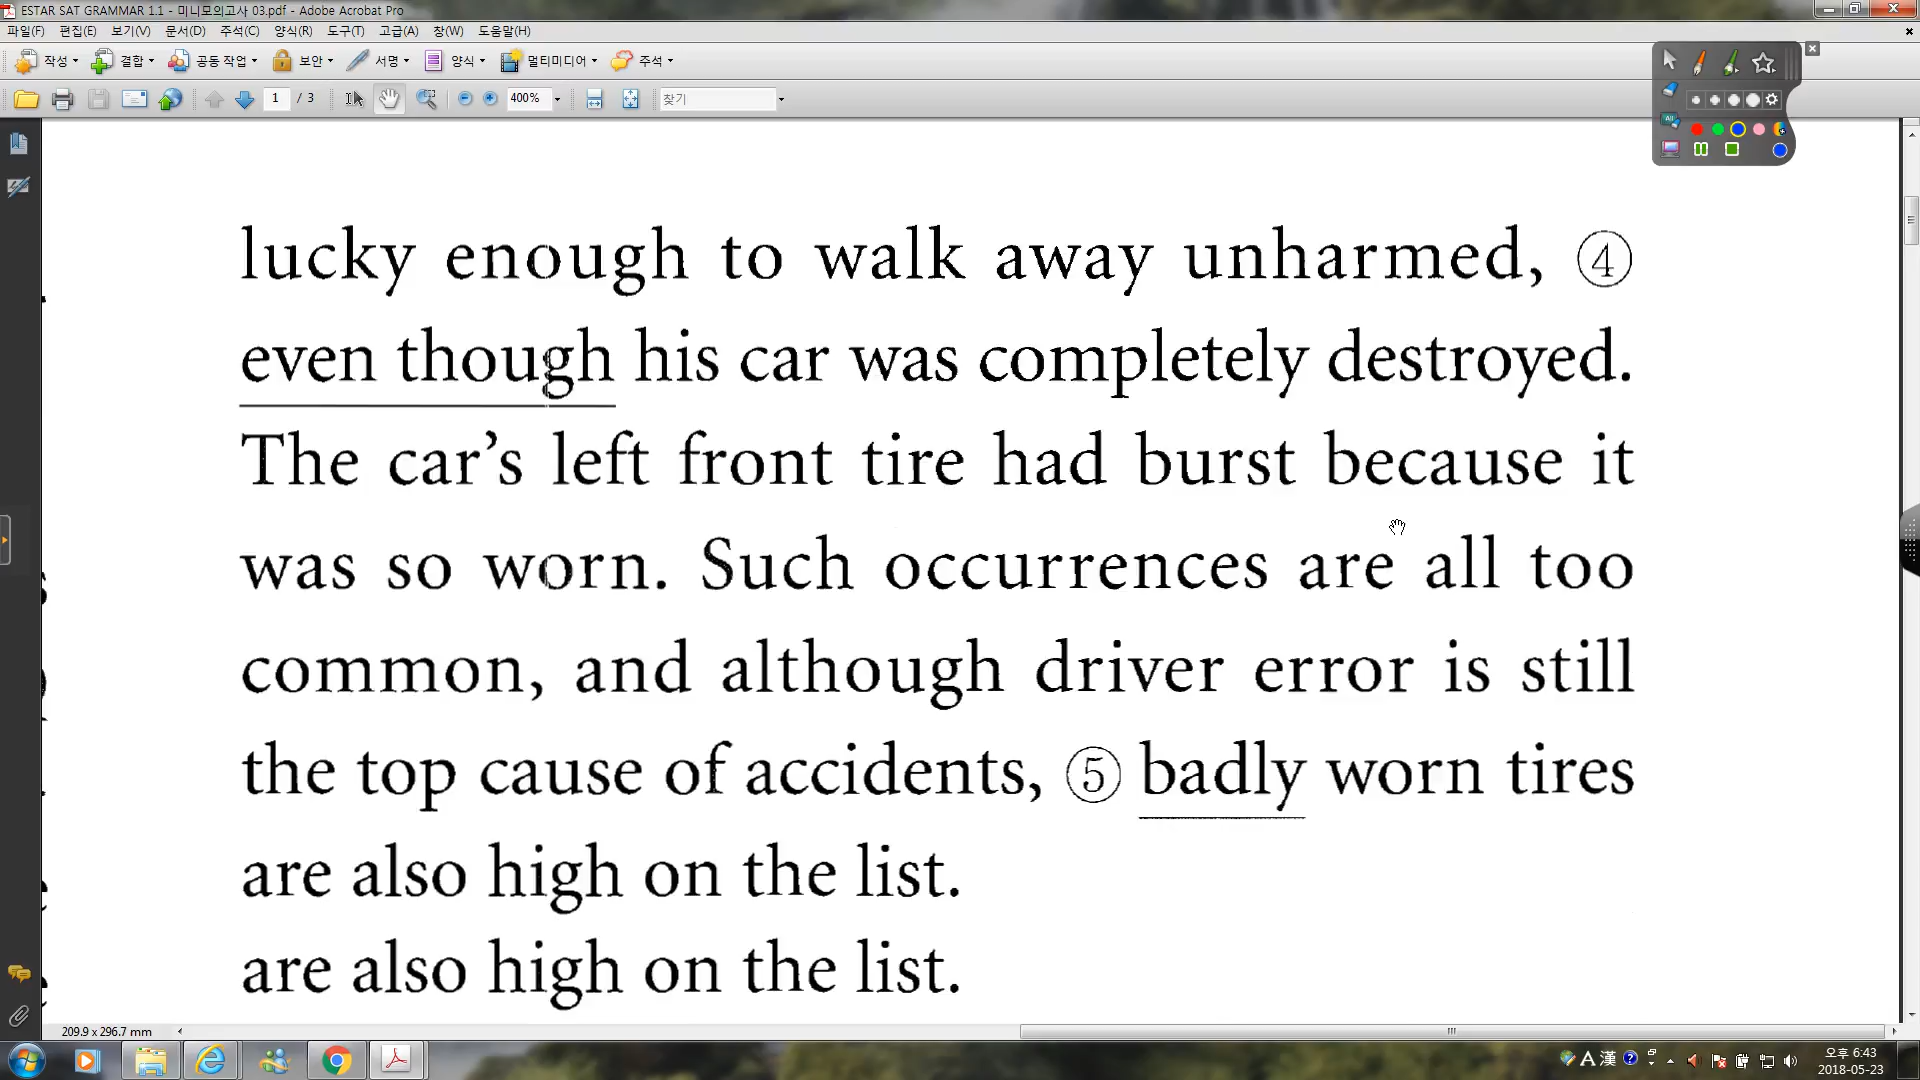 ESTAR SAT GRAMMAR 1.1 - 미니모의고사 03.pdf - Adobe Acrobat Pro
파일(F) 편집(E) 보기(V) 문서(D) 주석(C) 양식(R) 도구(T) 고급(A) 창(W) 도움말(H)
작성 결합 공동 작업 보안 서명 양식 멀티미디어 주석
1 / 3 400% 찾기
lucky enough to walk away unharmed, ④
even though his car was completely destroyed.
The car’s left front tire had burst because it
was so worn. Such occurrences are all too
common, and although driver error is still
the top cause of accidents, ⑤ badly worn tires
are also high on the list.
are also high on the list.
209.9 x 296.7 mm
A 漢
오후 6:43
2018-05-23